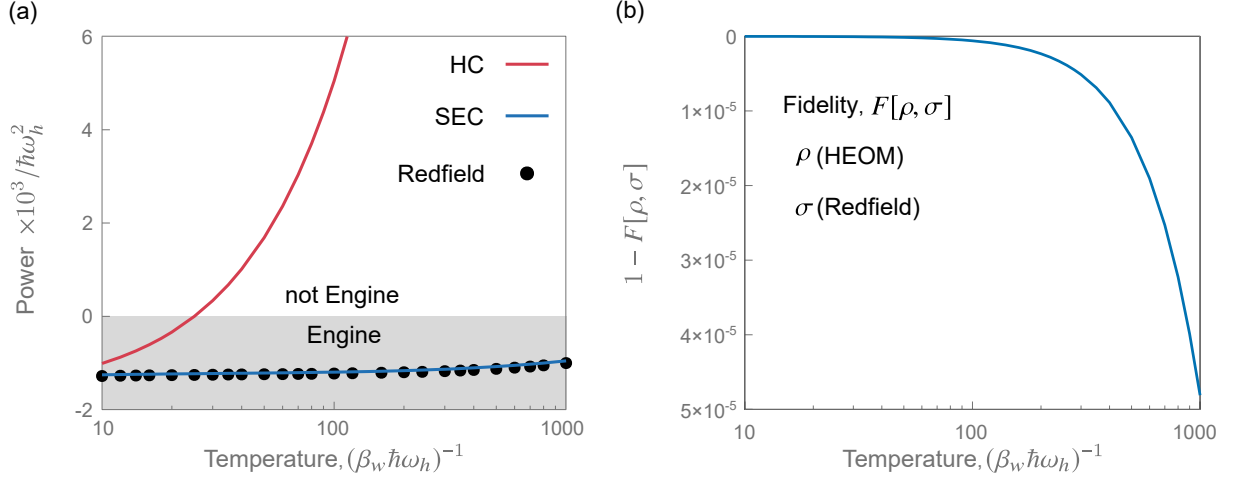 (a)
6
4
2
0
-2
Power ×10³/ħω_h²
HC
SEC
Redfield
not Engine
Engine
10
100
1000
Temperature, (β_w ħω_h)⁻¹
(b)
0
1×10⁻⁵
2×10⁻⁵
3×10⁻⁵
4×10⁻⁵
5×10⁻⁵
1 − F[ρ, σ]
Fidelity, F[ρ, σ]
ρ (HEOM)
σ (Redfield)
10
100
1000
Temperature, (β_w ħω_h)⁻¹